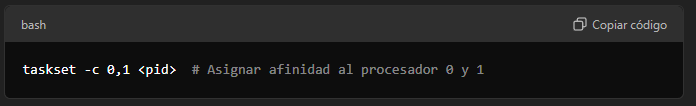 bash
Copiar código
taskset -c 0,1 <pid>  # Asignar afinidad al procesador 0 y 1